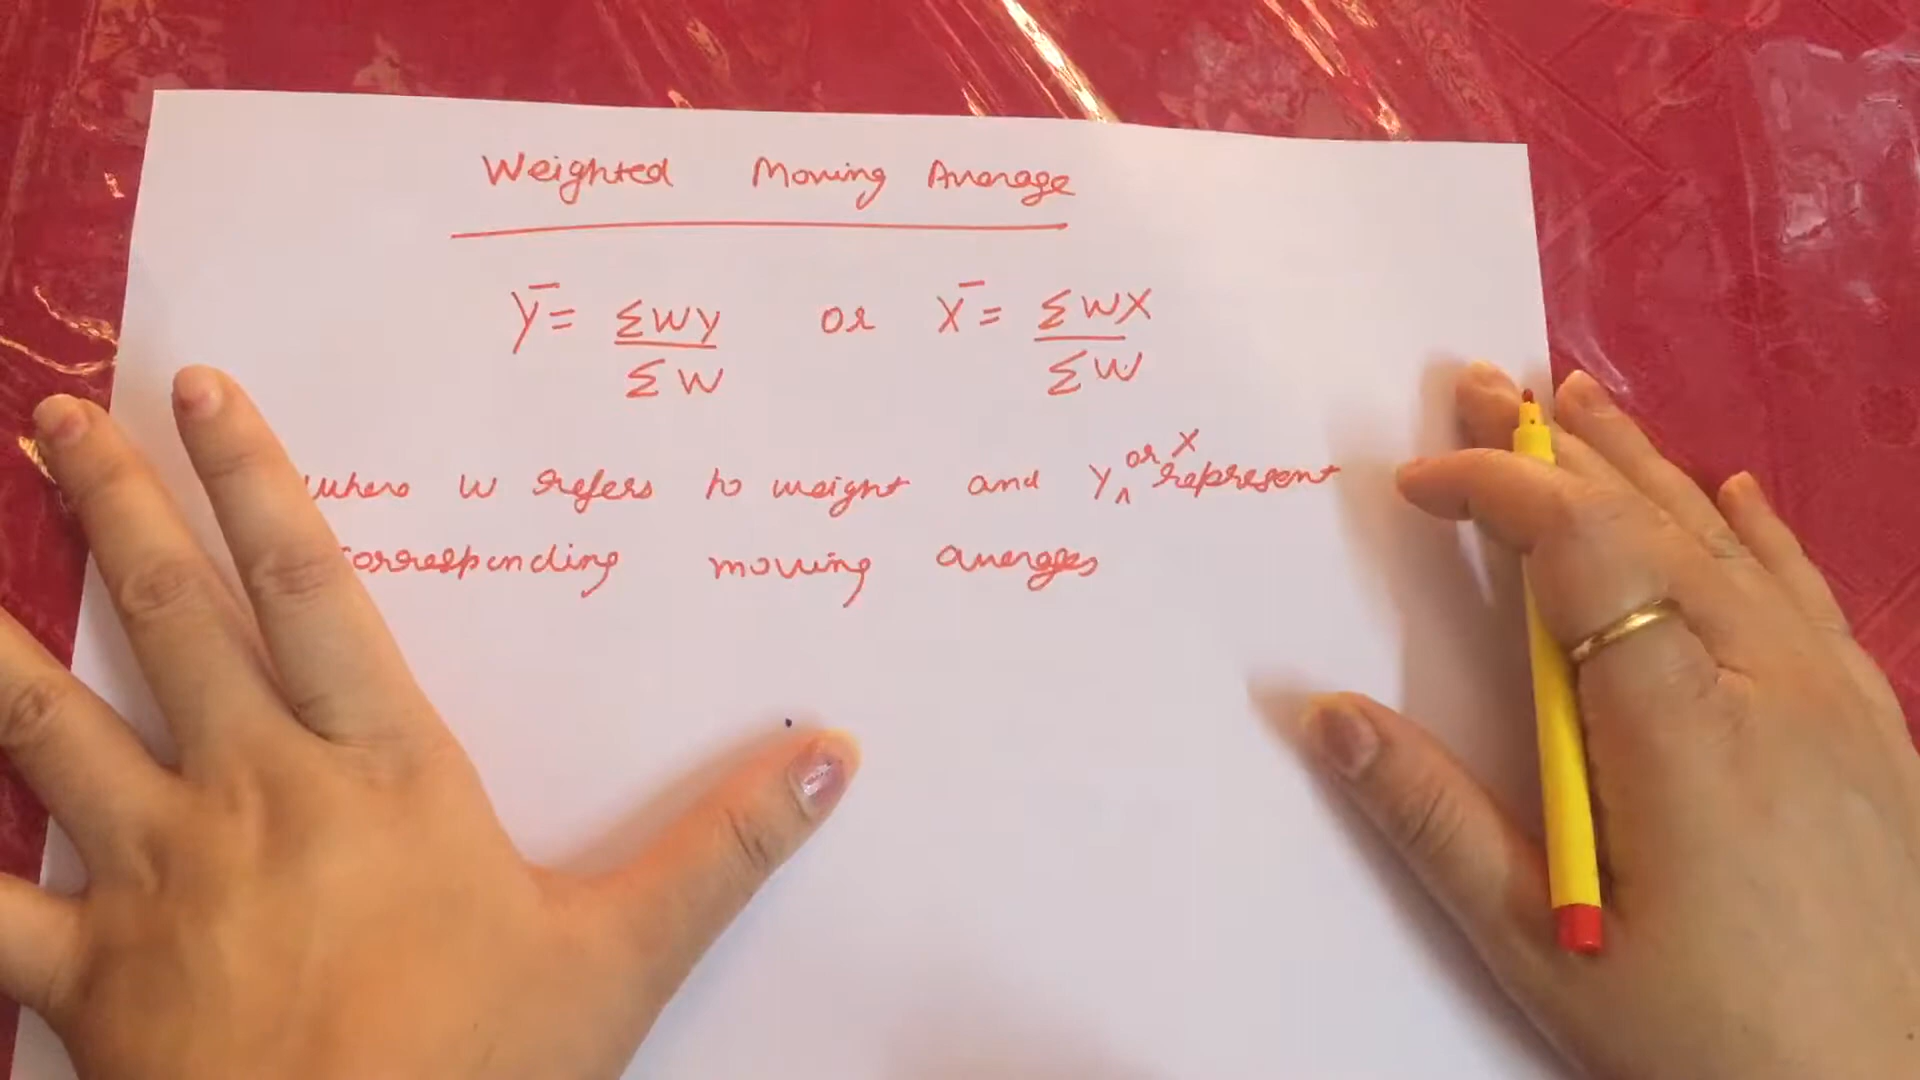 Weighted Moving Average
Ȳ = ΣWY / ΣW or X̄ = ΣWX / ΣW
where W refers to weight and Y or X represent
corresponding moving averages